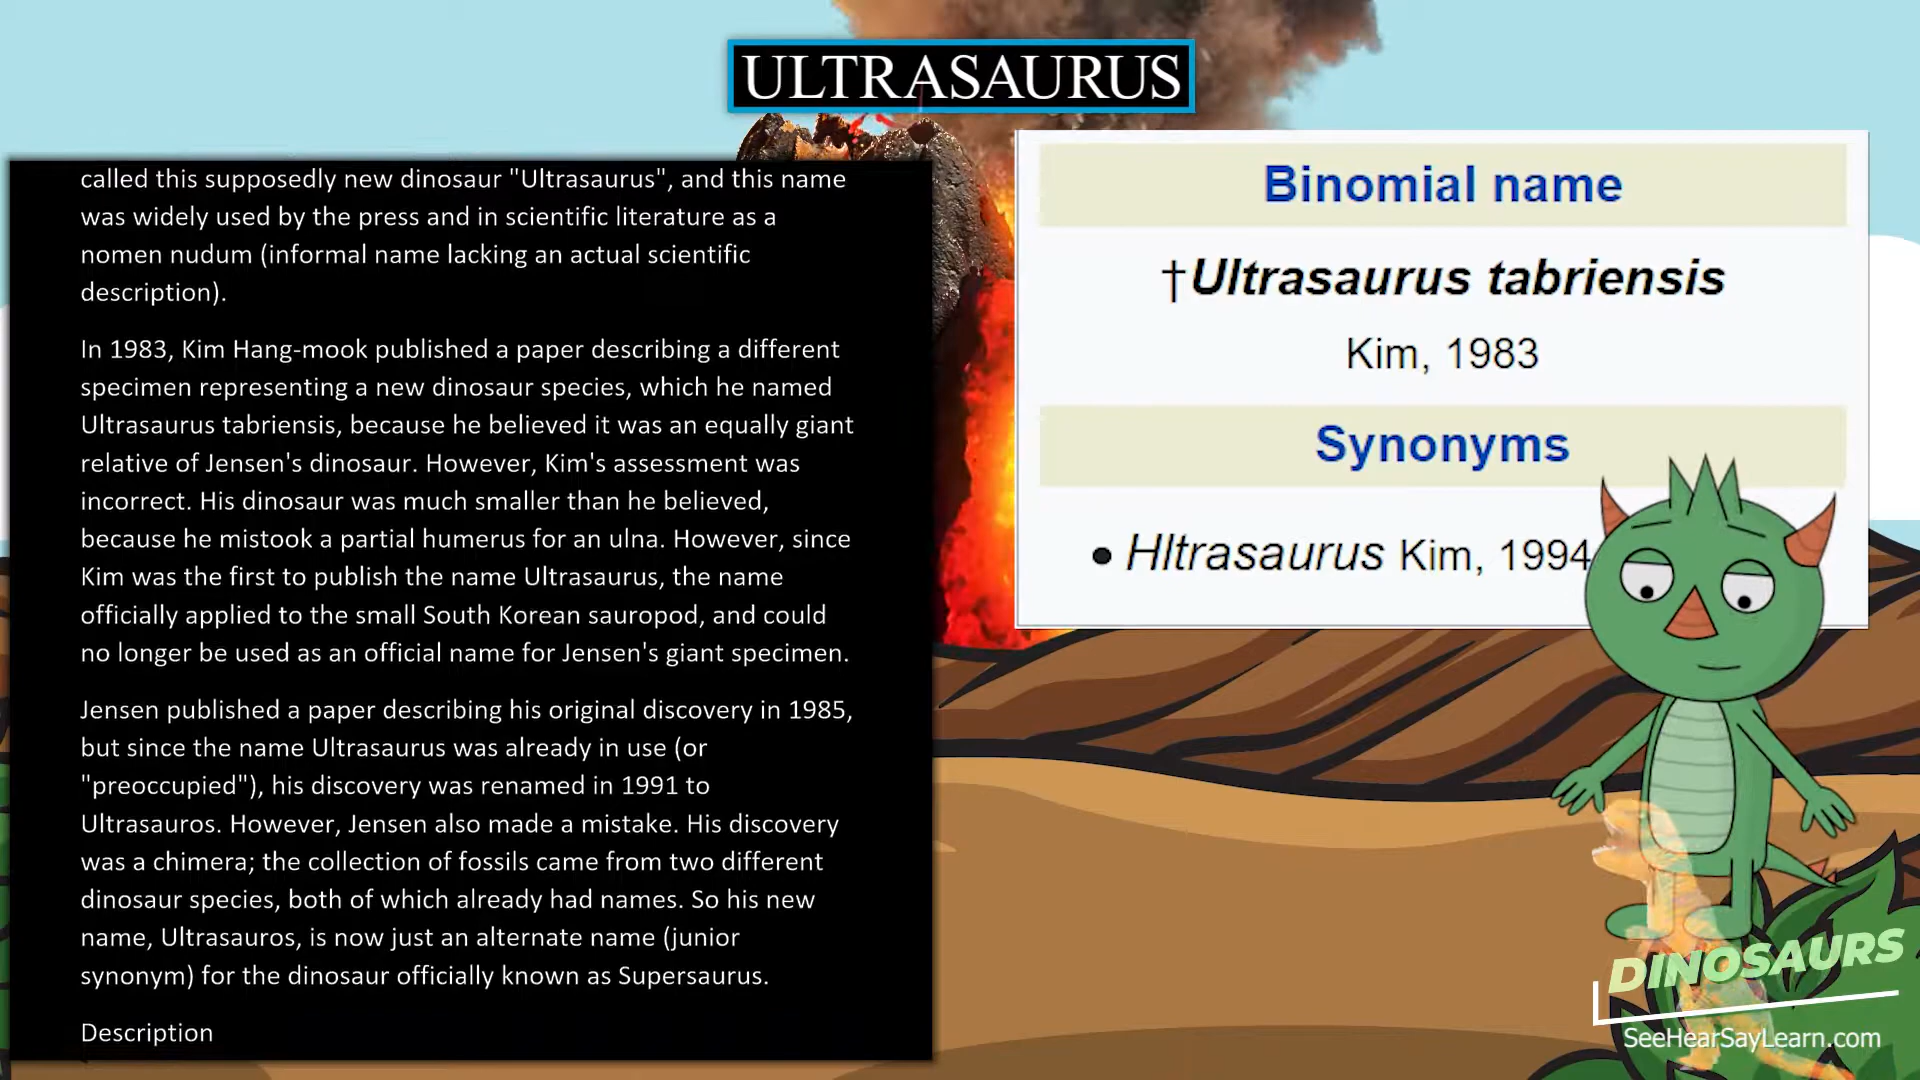 ULTRASAURUS
called this supposedly new dinosaur "Ultrasaurus", and this name
was widely used by the press and in scientific literature as a
nomen nudum (informal name lacking an actual scientific
description).
In 1983, Kim Hang-mook published a paper describing a different
specimen representing a new dinosaur species, which he named
Ultrasaurus tabriensis, because he believed it was an equally giant
relative of Jensen's dinosaur. However, Kim's assessment was
incorrect. His dinosaur was much smaller than he believed,
because he mistook a partial humerus for an ulna. However, since
Kim was the first to publish the name Ultrasaurus, the name
officially applied to the small South Korean sauropod, and could
no longer be used as an official name for Jensen's giant specimen.
Jensen published a paper describing his original discovery in 1985,
but since the name Ultrasaurus was already in use (or
"preoccupied"), his discovery was renamed in 1991 to
Ultrasauros. However, Jensen also made a mistake. His discovery
was a chimera; the collection of fossils came from two different
dinosaur species, both of which already had names. So his new
name, Ultrasauros, is now just an alternate name (junior
synonym) for the dinosaur officially known as Supersaurus.
Description
Binomial name
†Ultrasaurus tabriensis
Kim, 1983
Synonyms
• Hltrasaurus Kim, 1994
DINOSAURS
SeeHearSayLearn.com